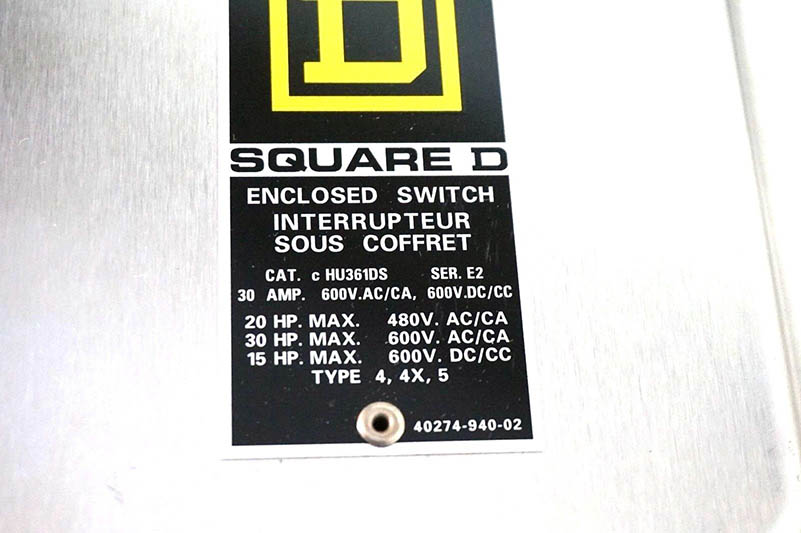 D
SQUARE D
ENCLOSED SWITCH
INTERRUPTEUR
SOUS COFFRET
CAT. c HU361DS SER. E2
30 AMP. 600V.AC/CA, 600V.DC/CC
20 HP. MAX. 480V. AC/CA
30 HP. MAX. 600V. AC/CA
15 HP. MAX. 600V. DC/CC
TYPE 4, 4X, 5
40274-940-02